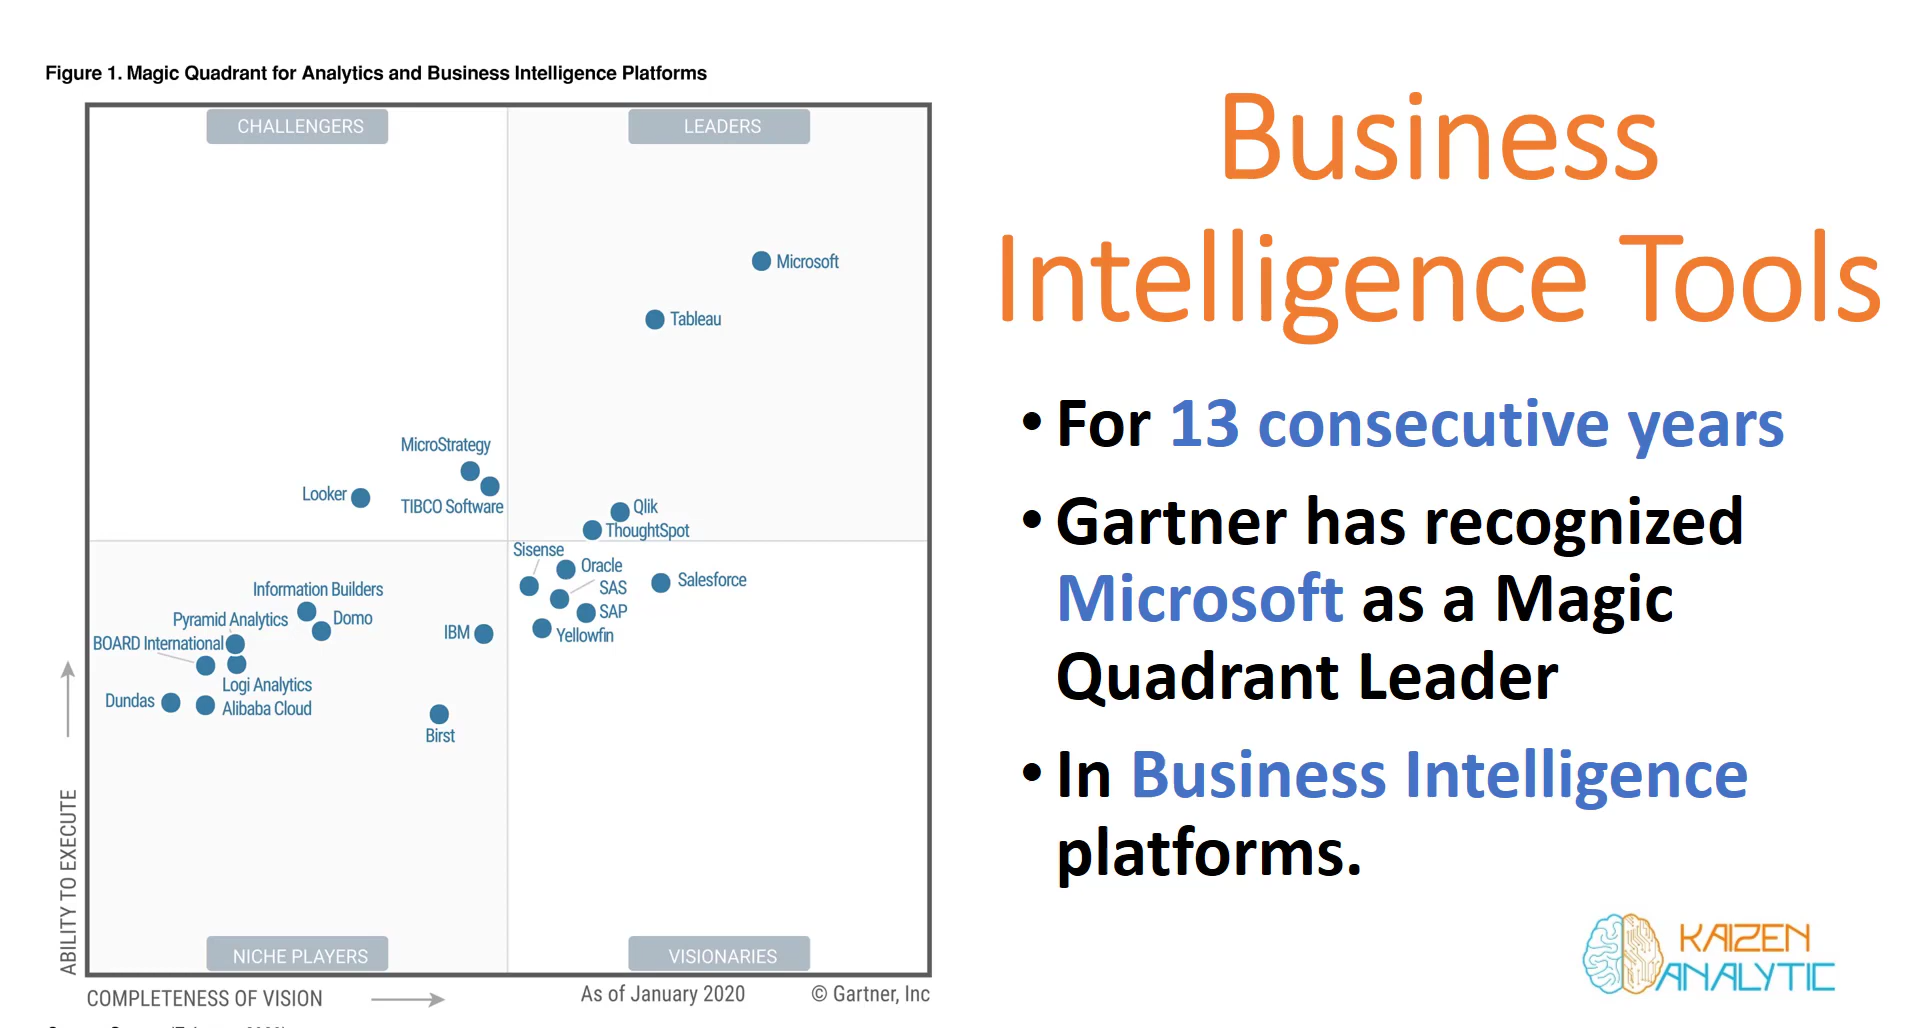 Figure 1. Magic Quadrant for Analytics and Business Intelligence Platforms
CHALLENGERS
LEADERS
Microsoft
Tableau
MicroStrategy
Looker
TIBCO Software
Qlik
ThoughtSpot
Sisense
Oracle
Salesforce
SAS
SAP
Yellowfin
Information Builders
Domo
Pyramid Analytics
BOARD International
IBM
Logi Analytics
Dundas
Alibaba Cloud
Birst
NICHE PLAYERS
VISIONARIES
ABILITY TO EXECUTE
COMPLETENESS OF VISION
As of January 2020
© Gartner, Inc
Business
Intelligence Tools
• For 13 consecutive years
• Gartner has recognized
Microsoft as a Magic
Quadrant Leader
• In Business Intelligence
platforms.
KAIZEN
ANALYTIC